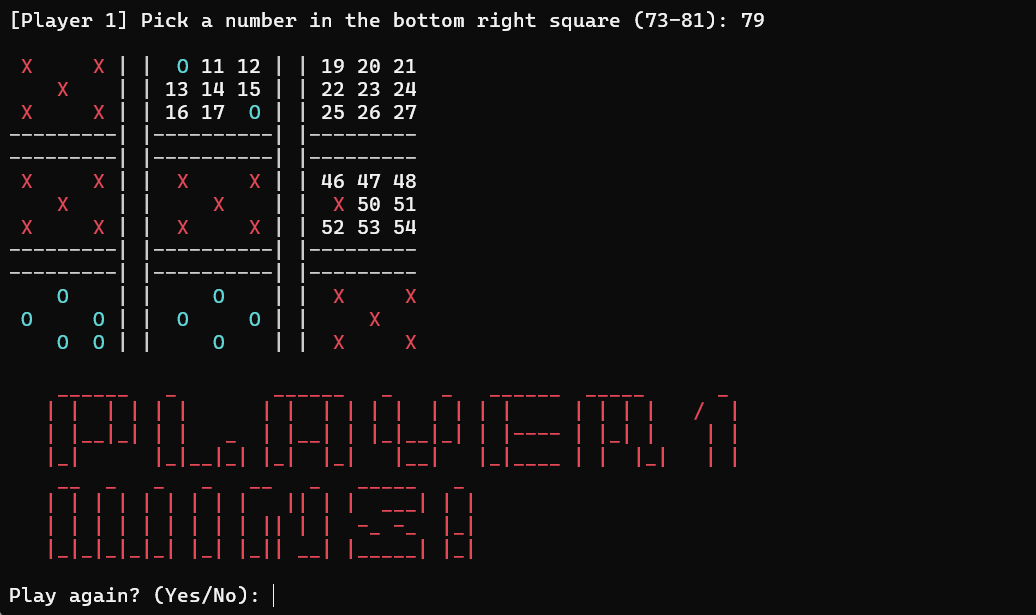 [Player 1] Pick a number in the bottom right square (73-81): 79
X     X | |  O 11 12 | | 19 20 21
   X    | | 13 14 15 | | 22 23 24
X     X | | 16 17  O | | 25 26 27
---------| |----------| |---------
---------| |----------| |---------
X     X | |  X     X | | 46 47 48
   X    | |     X    | |  X 50 51
X     X | |  X     X | | 52 53 54
---------| |----------| |---------
---------| |----------| |---------
   O    | |     O    | |  X     X
O     O | |  O     O | |     X
   O  O | |     O    | |  X     X
PLAYER 1
WINS!
Play again? (Yes/No):